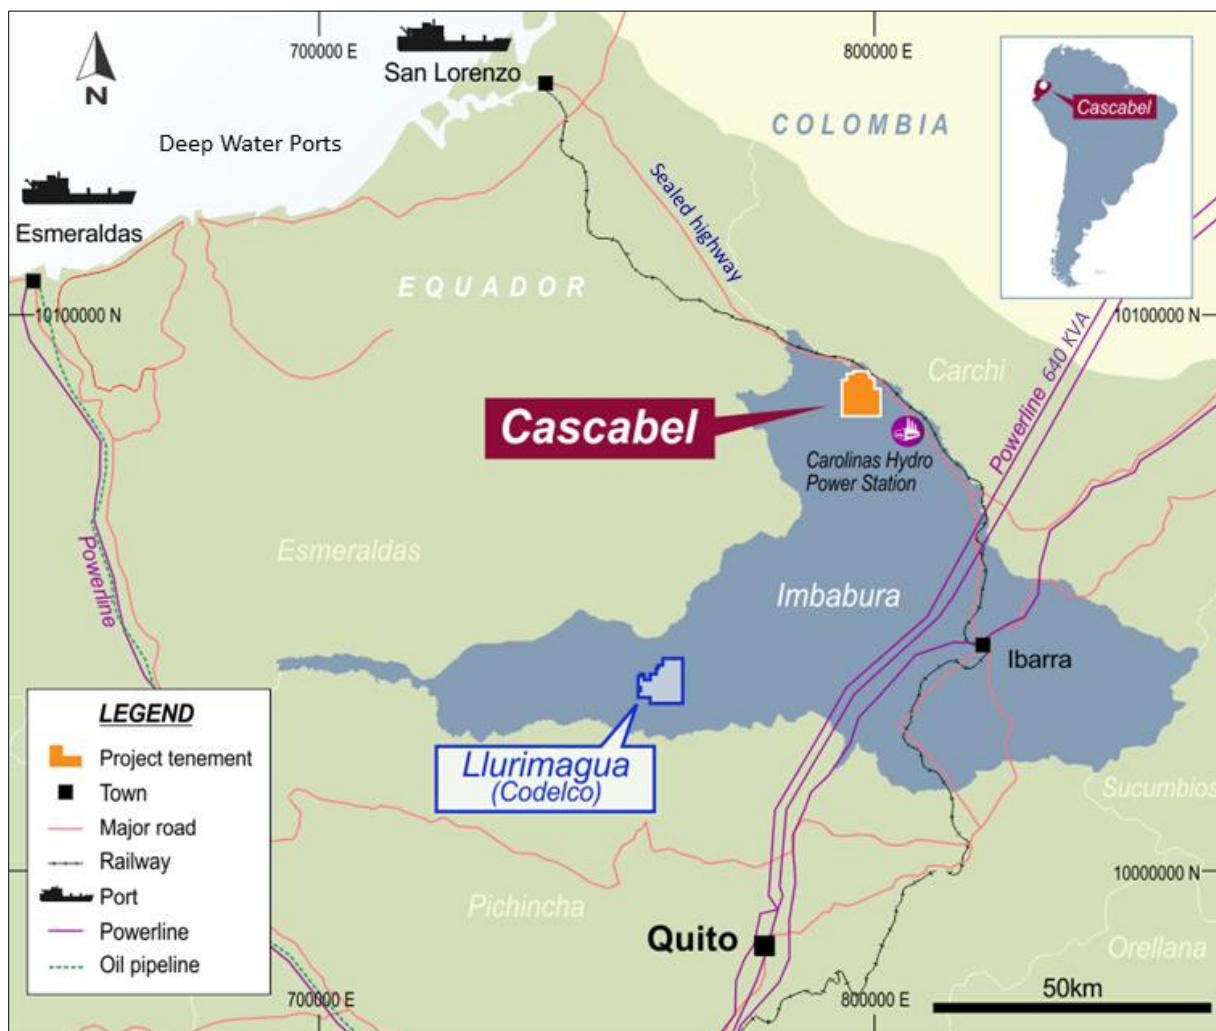 700000 E
800000 E
San Lorenzo
N
Deep Water Ports
COLOMBIA
Cascabel
Esmeraldas
Sealed highway
EQUADOR
10100000 N
10100000 N
Powerline 640 KVA
Carchi
Cascabel
Carolinas Hydro
Power Station
Esmeraldas
Powerline
Imbabura
Ibarra
Llurimagua
(Codelco)
LEGEND
Project tenement
Town
Major road
Railway
Port
Powerline
Oil pipeline
Sucumbios
10000000 N
Pichincha
Quito
Orellana
700000 E
800000 E
50km